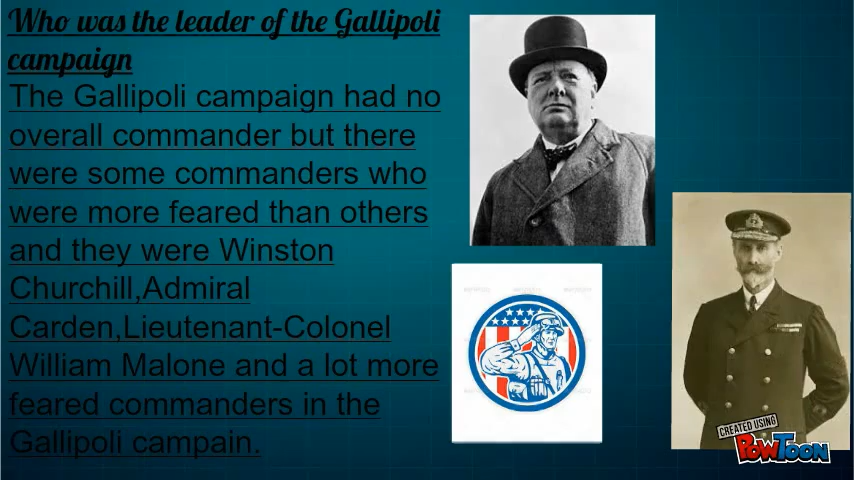 Who was the leader of the Gallipoli
campaign
The Gallipoli campaign had no
overall commander but there
were some commanders who
were more feared than others
and they were Winston
Churchill,Admiral
Carden,Lieutenant-Colonel
William Malone and a lot more
feared commanders in the
Gallipoli campain.
CREATED USING
POWTOON